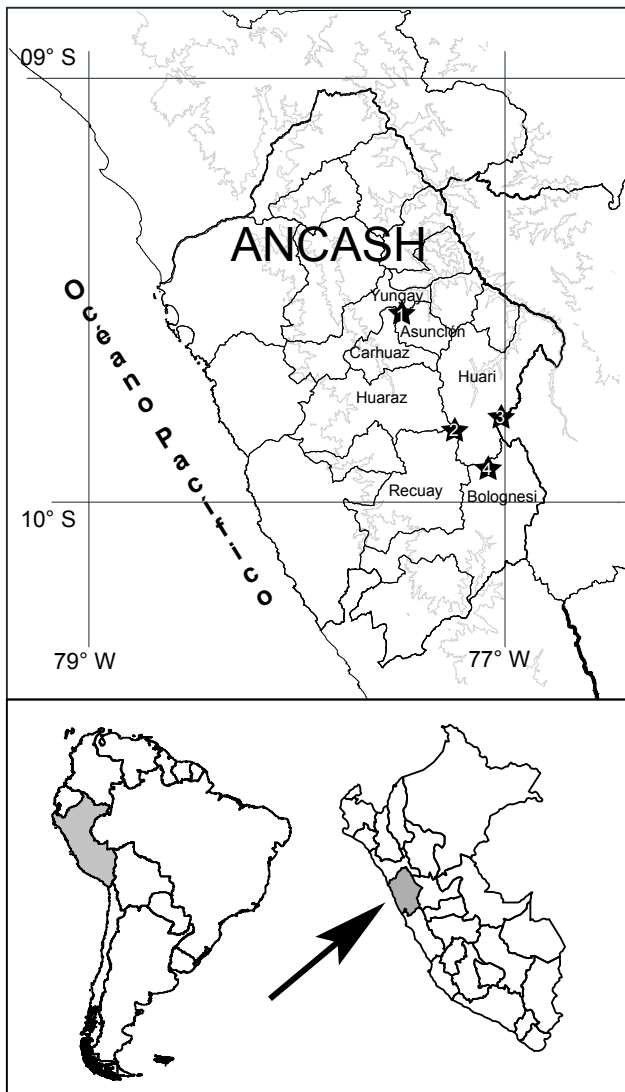 09° S
ANCASH
Yungay
1
Asunción
Carhuaz
Huari
Huaraz
3
2
4
Recuay
Bolognesi
10° S
Océano Pacífico
79° W
77° W